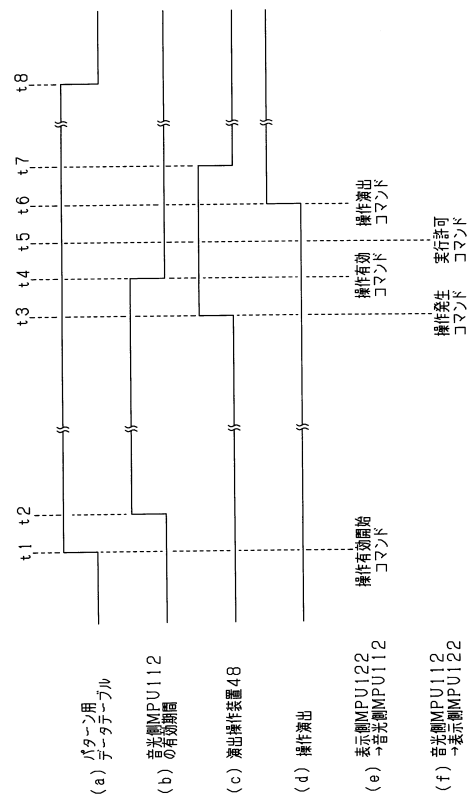 t1
t2
t3
t4
t5
t6
t7
t8
(a) パターン用
データテーブル
(b) 音光側MPU112
の有効期間
(c) 演出操作装置48
(d) 操作演出
(e) 表示側MPU122
→音光側MPU112
操作有効開始
コマンド
操作有効
コマンド
操作演出
コマンド
(f) 音光側MPU112
→表示側MPU122
操作発生
コマンド
実行許可
コマンド